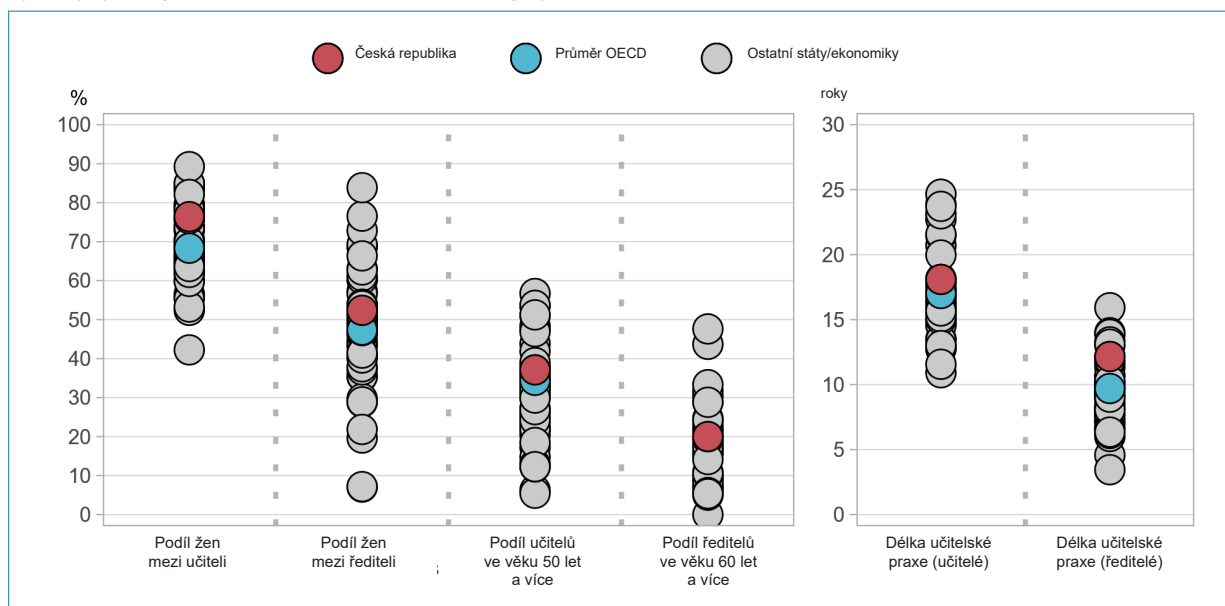 Česká republika
Průměr OECD
Ostatní státy/ekonomiky
%
100
90
80
70
60
50
40
30
20
10
0
Podíl žen
mezi učiteli
Podíl žen
mezi řediteli
Podíl učitelů
ve věku 50 let
a více
Podíl ředitelů
ve věku 60 let
a více
roky
30
25
20
15
10
5
0
Délka učitelské
praxe (učitelé)
Délka učitelské
praxe (ředitelé)